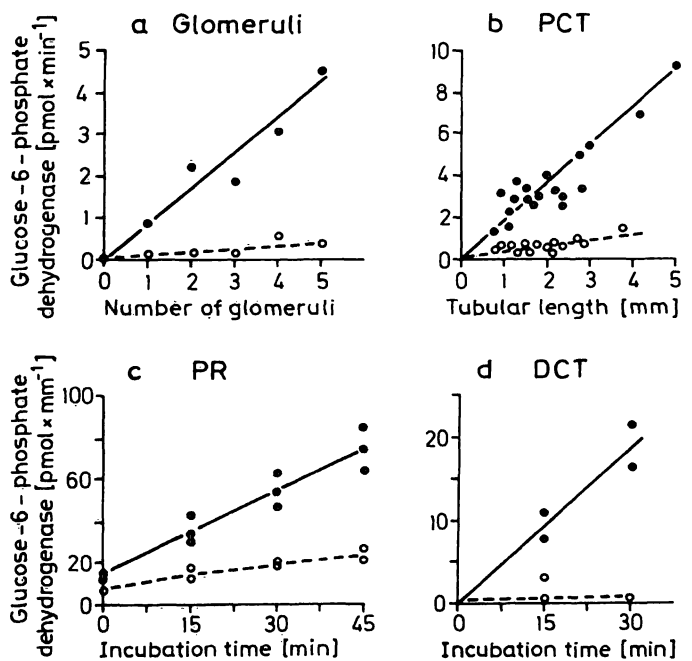 a Glomeruli
Glucose-6-phosphate
dehydrogenase [pmol×min⁻¹]
5
4
3
2
1
0
0 1 2 3 4 5
Number of glomeruli
b PCT
10
8
6
4
2
0
0 1 2 3 4 5
Tubular length [mm]
c PR
Glucose-6-phosphate
dehydrogenase [pmol×mm⁻¹]
100
60
20
0
0 15 30 45
Incubation time [min]
d DCT
20
10
0
0 15 30
Incubation time [min]